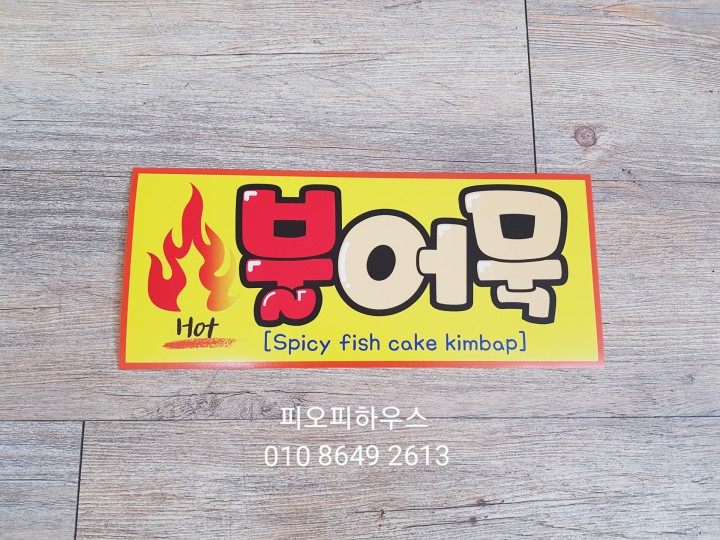 불어묵
Hot
[Spicy fish cake kimbap]
피오피하우스
010 8649 2613